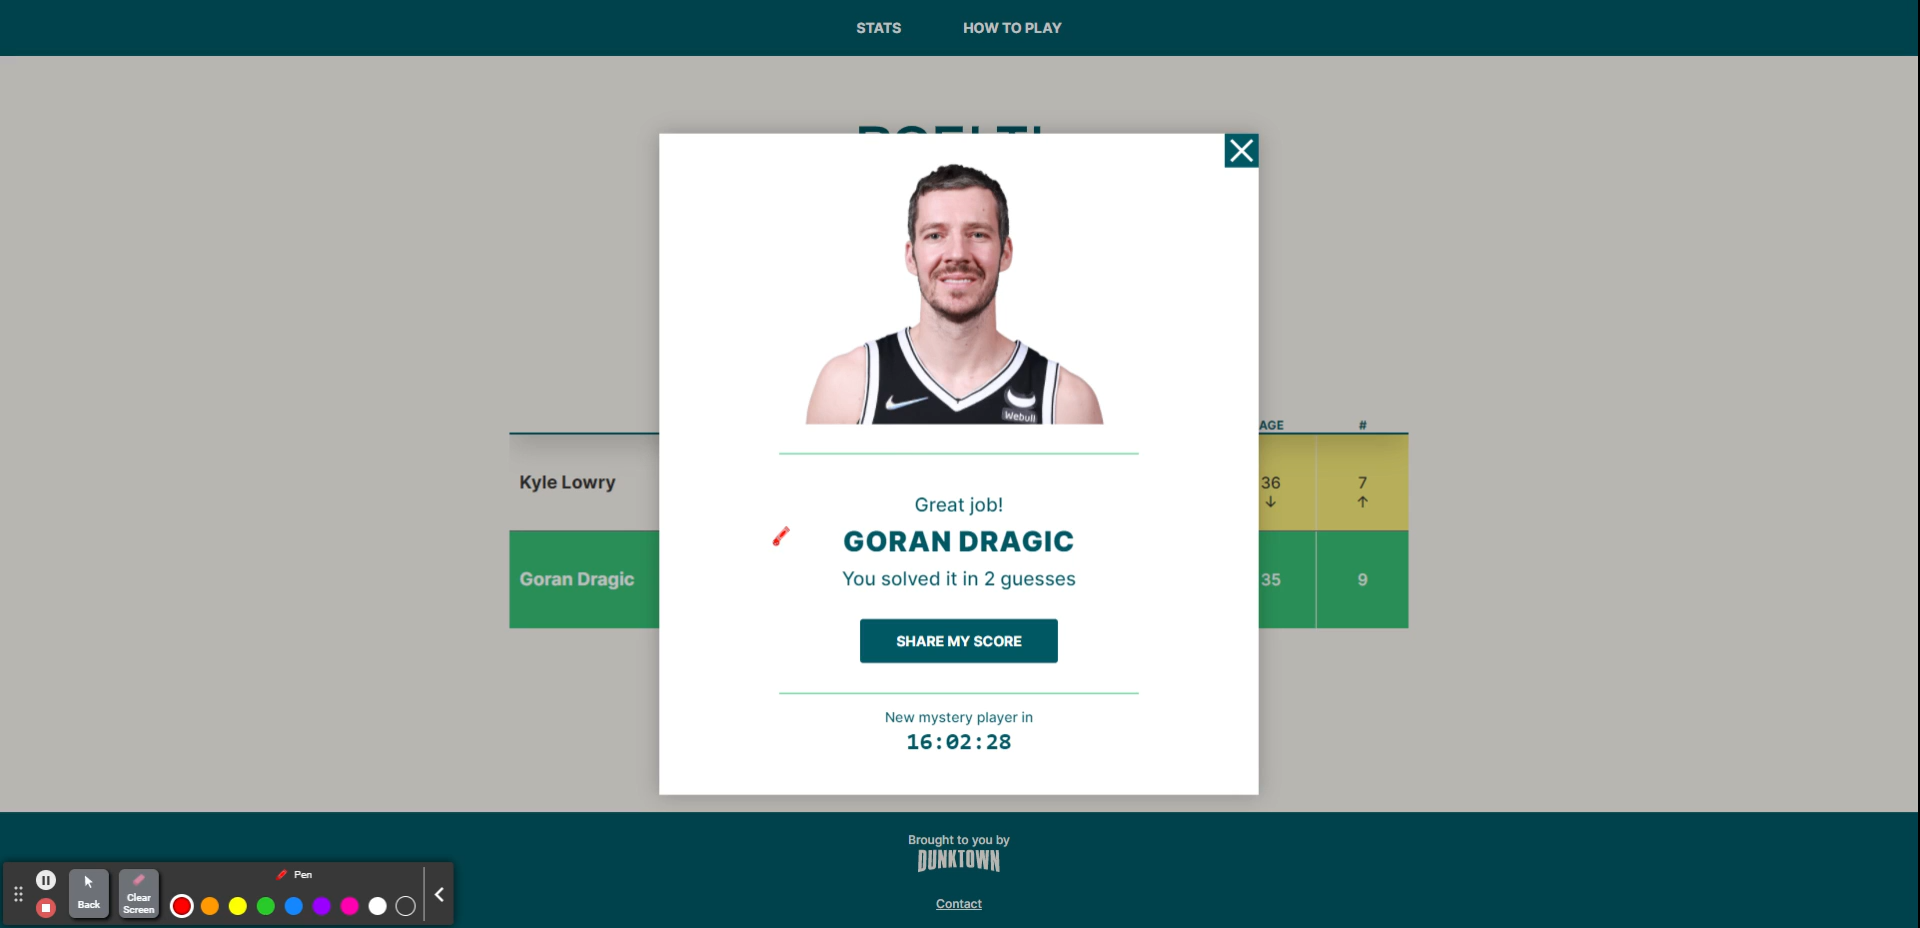 STATS
HOW TO PLAY
Webull
AGE
#
Kyle Lowry
36
↓
7
↑
Great job!
GORAN DRAGIC
You solved it in 2 guesses
Goran Dragic
35
9
SHARE MY SCORE
New mystery player in
16:02:28
Brought to you by
DUNKTOWN
Contact
Pen
Back
Clear
Screen